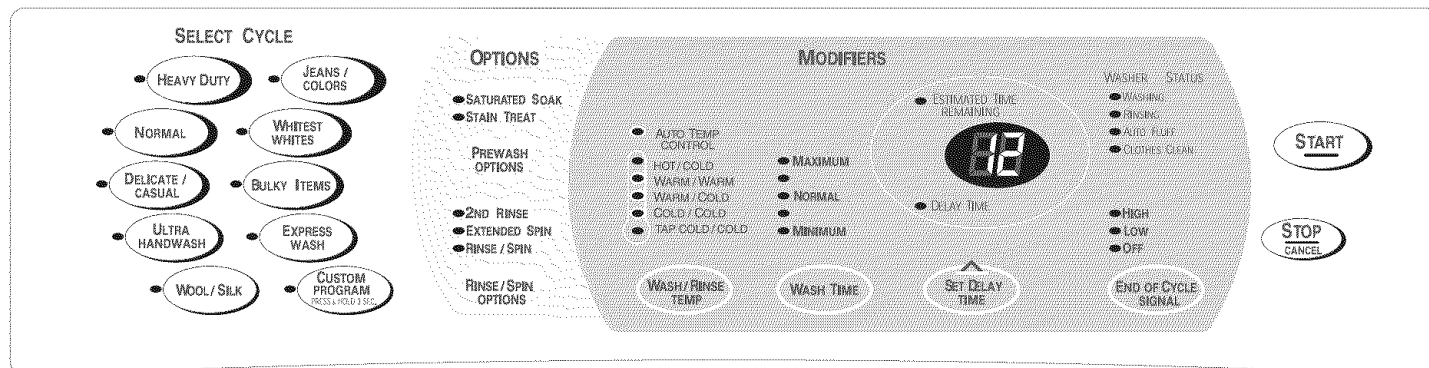 SELECT CYCLE
HEAVY DUTY
JEANS /
COLORS
NORMAL
WHITEST
WHITES
DELICATE /
CASUAL
BULKY ITEMS
ULTRA
HANDWASH
EXPRESS
WASH
WOOL / SILK
CUSTOM
PROGRAM
PRESS & HOLD 3 SEC.
OPTIONS
SATURATED SOAK
STAIN TREAT
PREWASH
OPTIONS
2ND RINSE
EXTENDED SPIN
RINSE / SPIN
RINSE / SPIN
OPTIONS
MODIFIERS
AUTO TEMP
CONTROL
HOT / COLD
WARM / WARM
WARM / COLD
COLD / COLD
TAP COLD / COLD
WASH / RINSE
TEMP
MAXIMUM
NORMAL
MINIMUM
WASH TIME
ESTIMATED TIME
REMAINING
12
DELAY TIME
SET DELAY
TIME
WASHER STATUS
WASHING
RINSING
AUTO FLUFF
CLOTHES CLEAN
HIGH
LOW
OFF
END OF CYCLE
SIGNAL
START
STOP
CANCEL